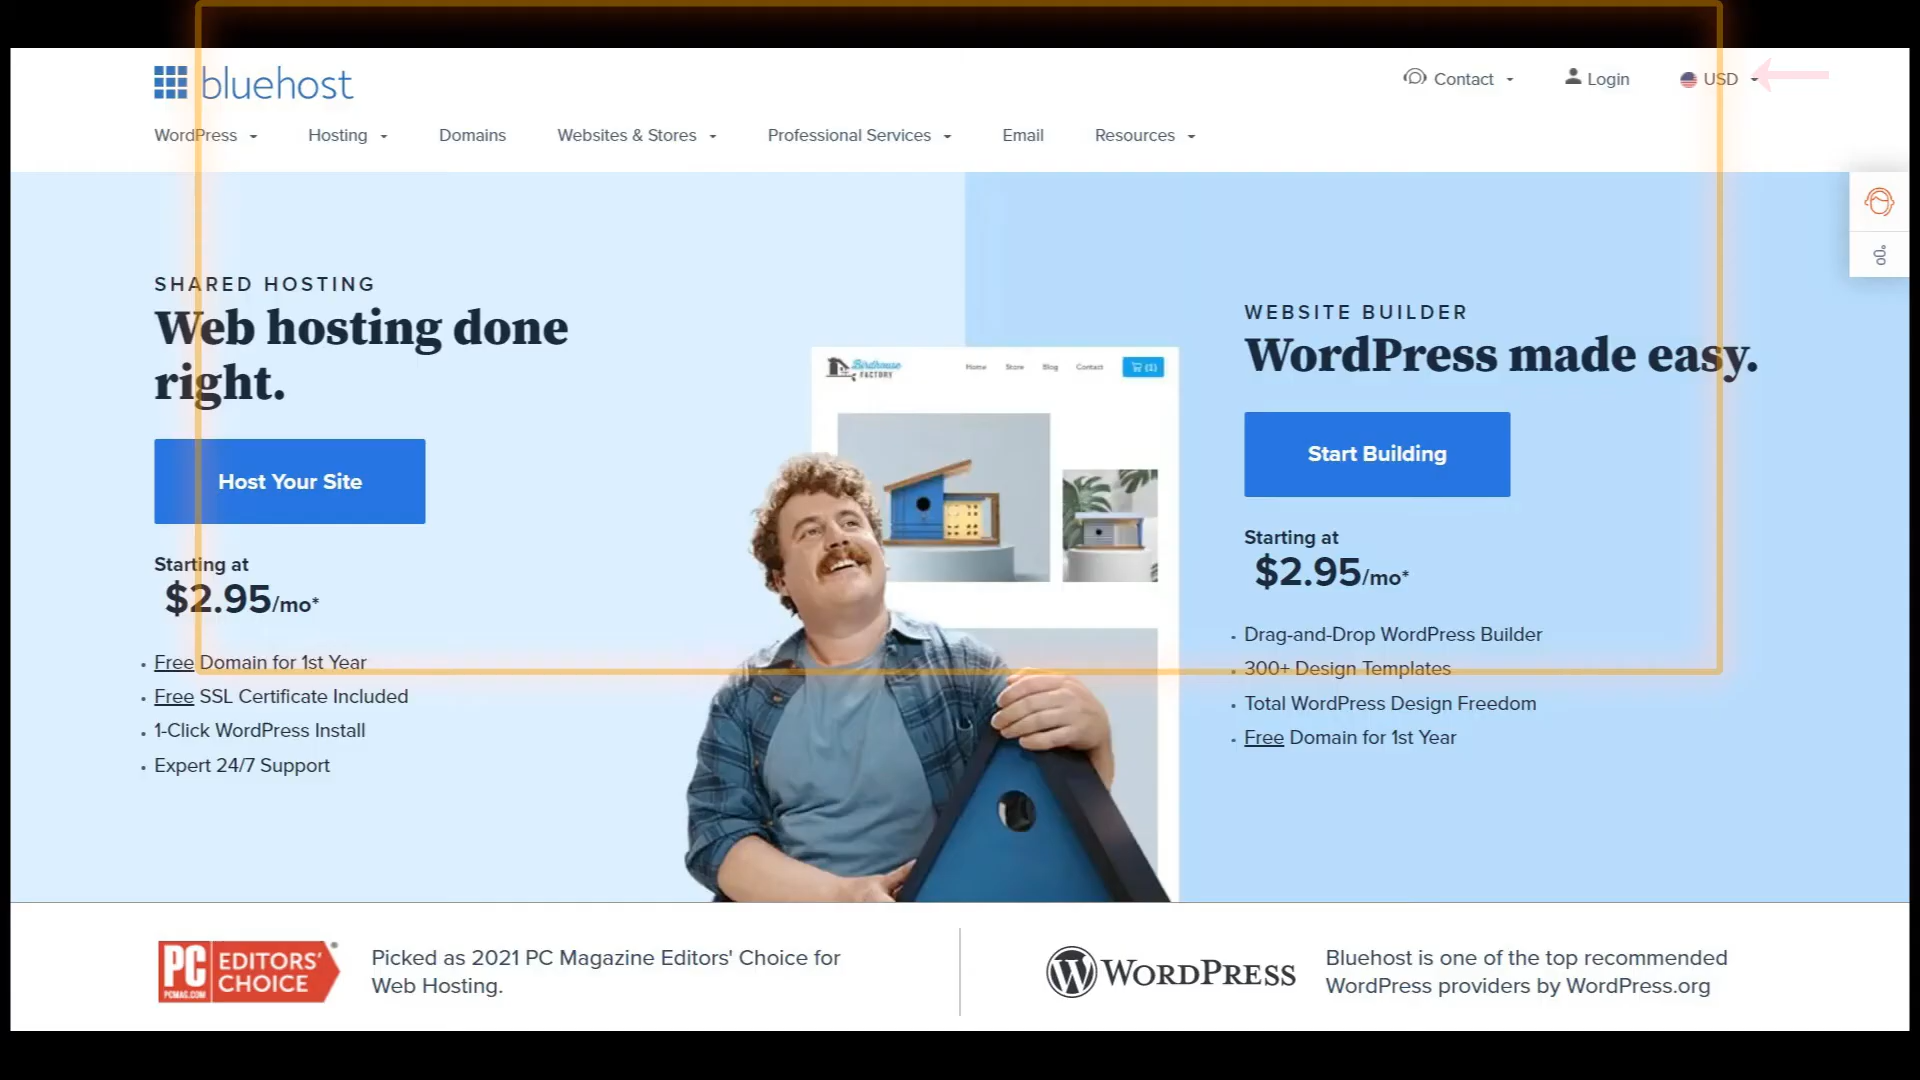 bluehost
Contact
Login
USD
WordPress
Hosting
Domains
Websites & Stores
Professional Services
Email
Resources
SHARED HOSTING
Web hosting done
right.
Host Your Site
Starting at
$2.95/mo*
Free Domain for 1st Year
Free SSL Certificate Included
1-Click WordPress Install
Expert 24/7 Support
Birdhouse
FACTORY
Home
Store
Blog
Contact
(1)
WEBSITE BUILDER
WordPress made easy.
Start Building
Starting at
$2.95/mo*
Drag-and-Drop WordPress Builder
300+ Design Templates
Total WordPress Design Freedom
Free Domain for 1st Year
PC
PCMAG.COM
EDITORS'
CHOICE
Picked as 2021 PC Magazine Editors' Choice for
Web Hosting.
WORDPRESS
Bluehost is one of the top recommended
WordPress providers by WordPress.org